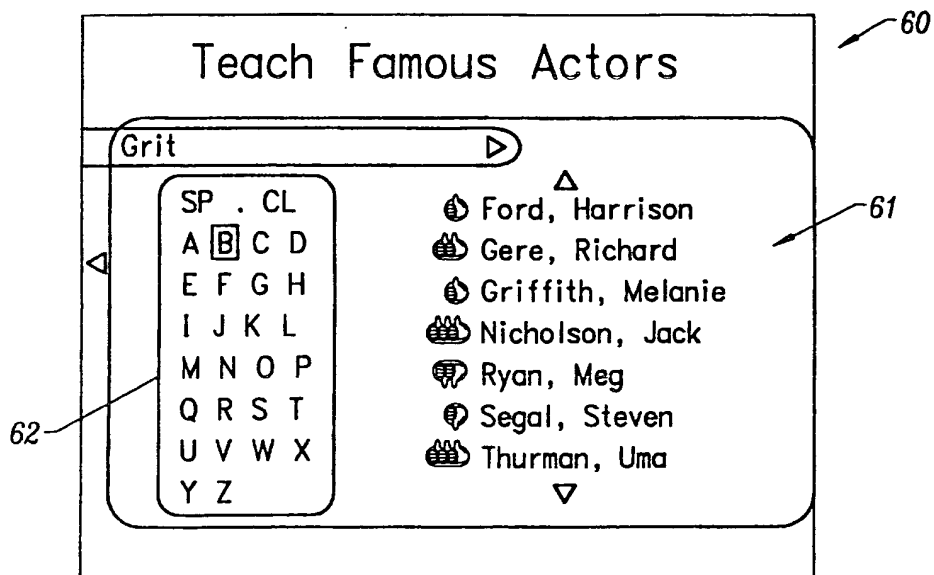 60
Teach Famous Actors
Grit
SP . CL
A B C D
E F G H
I J K L
M N O P
Q R S T
U V W X
Y Z
62
Ford, Harrison
Gere, Richard
Griffith, Melanie
Nicholson, Jack
Ryan, Meg
Segal, Steven
Thurman, Uma
61